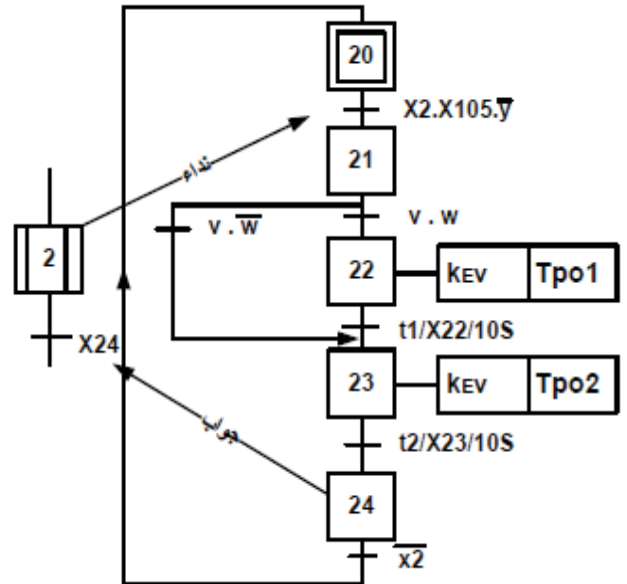 20
X2.X105.y̅
21
نداء
v . w̅
v . w
2
22
kEV
Tpo1
X24
t1/X22/10S
23
kEV
Tpo2
جواب
t2/X23/10S
24
x̅2̅